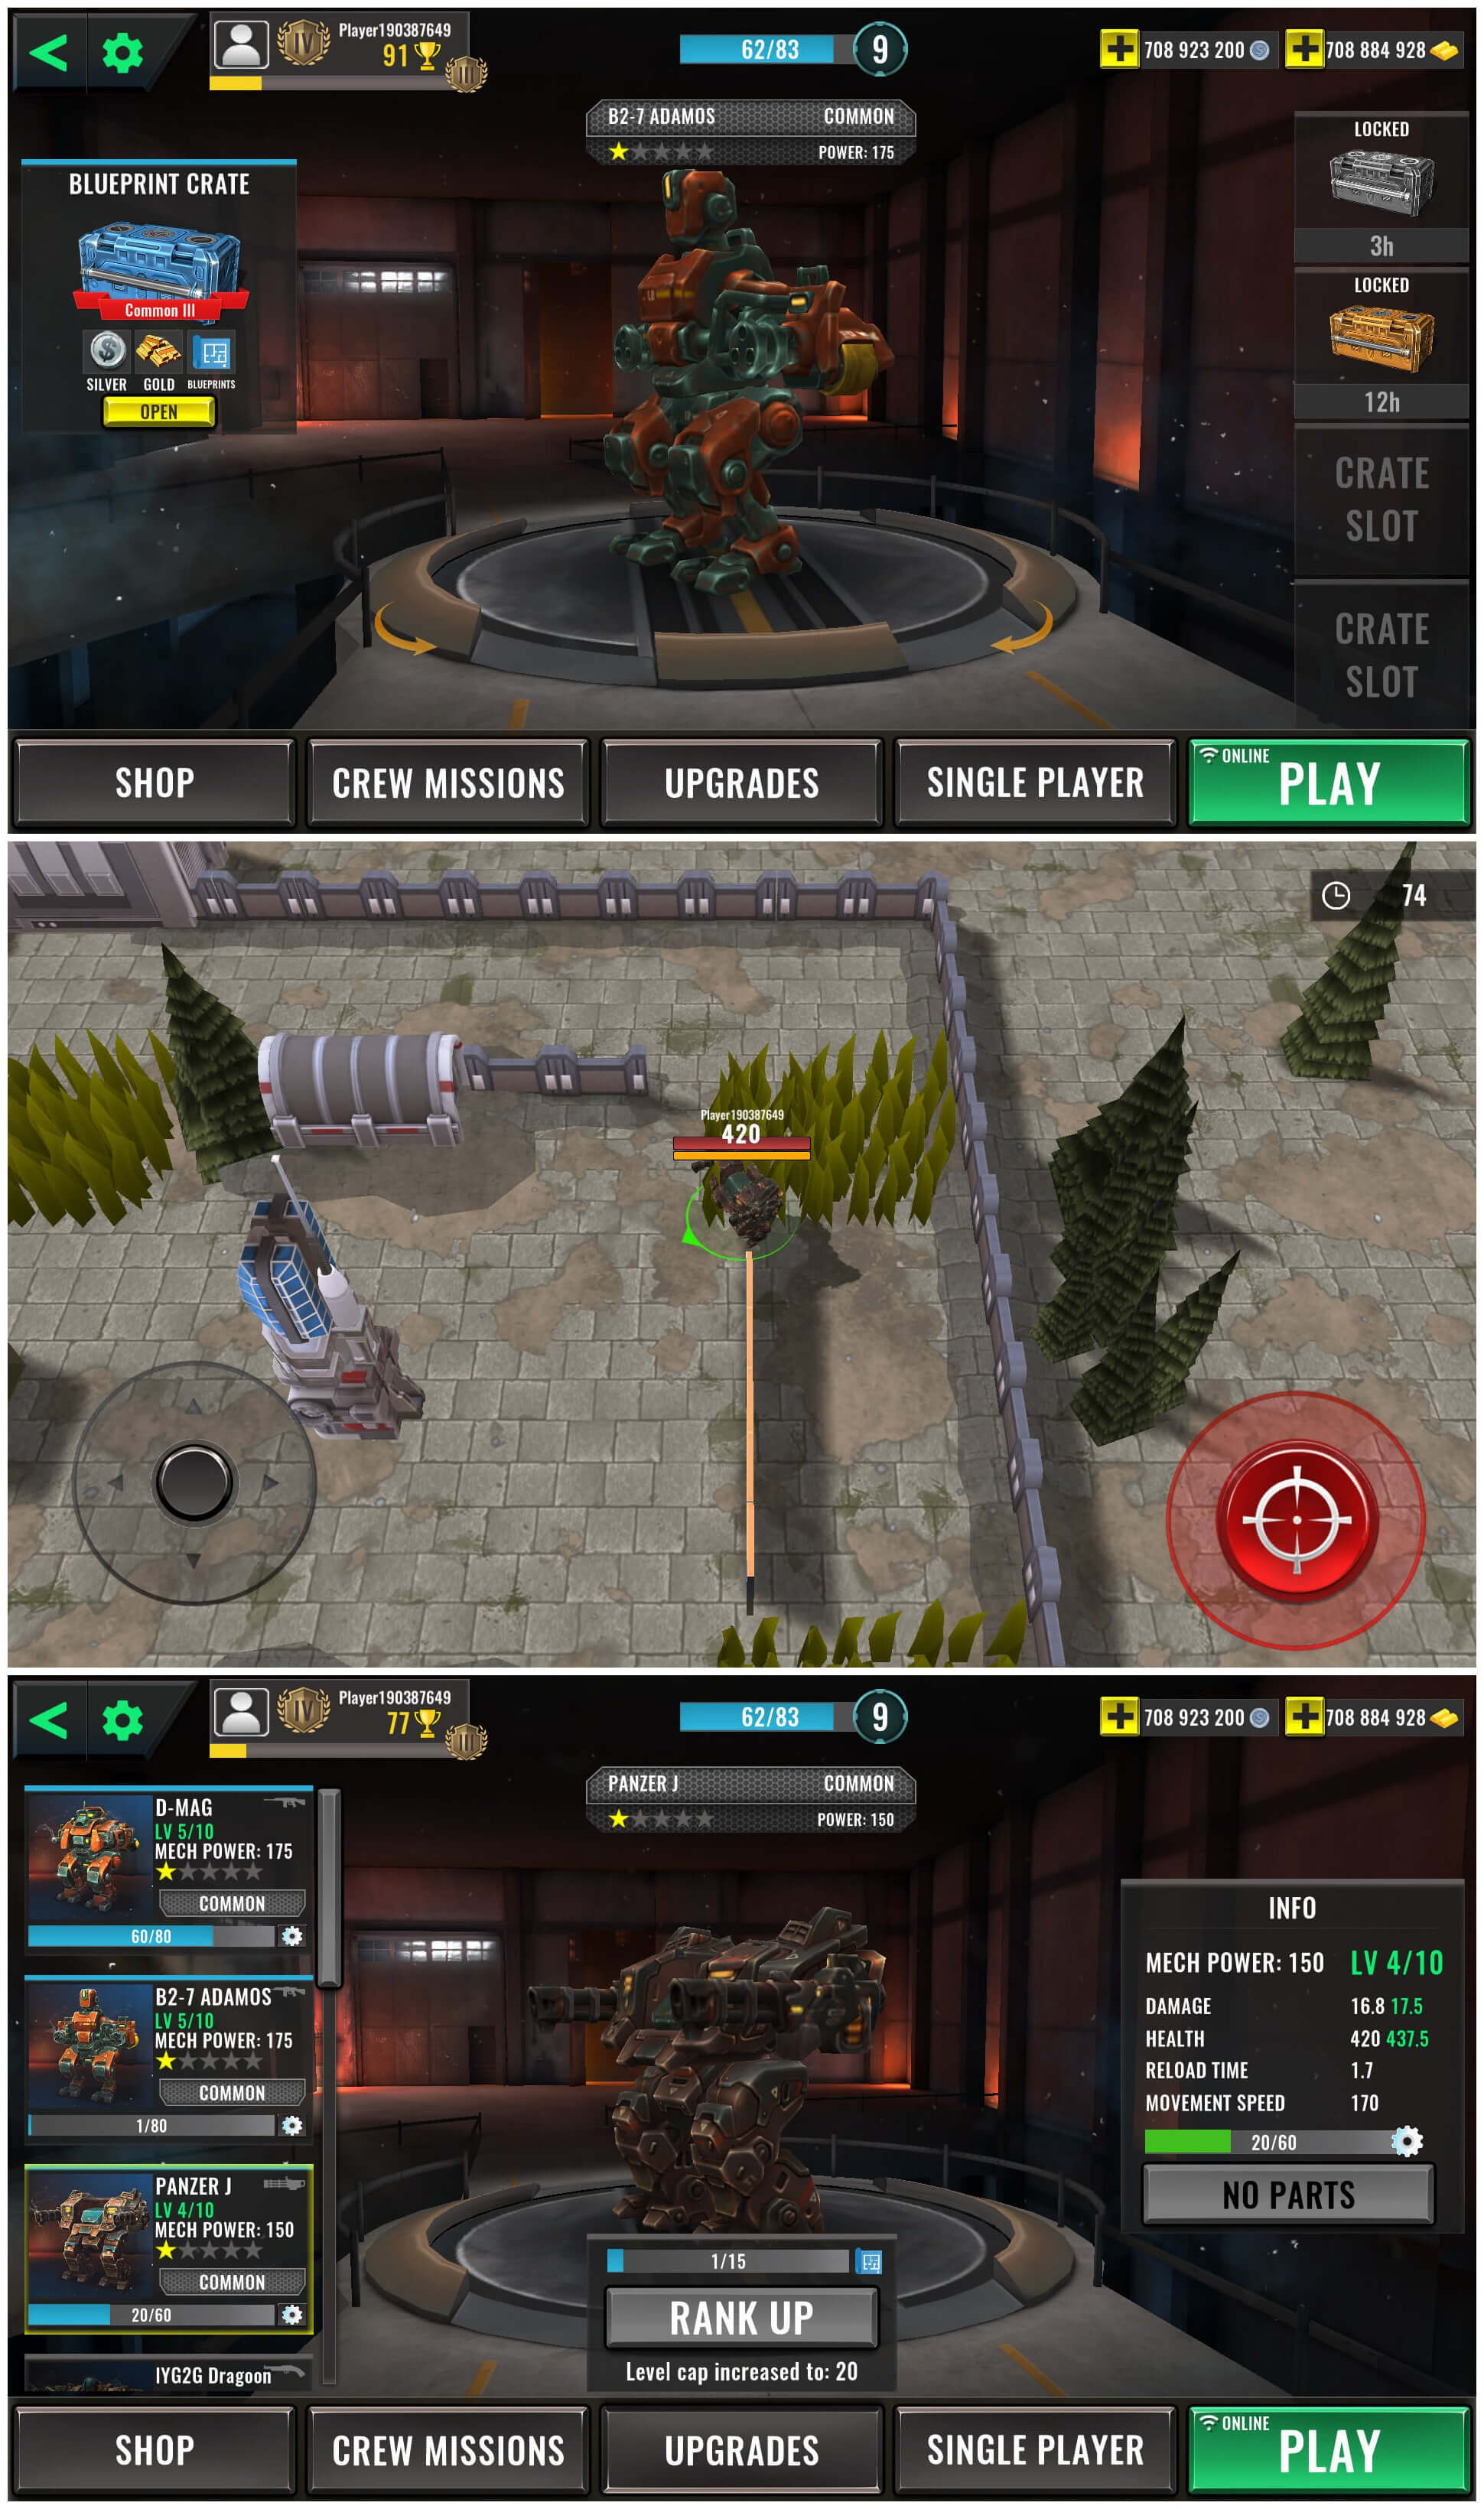 Player190387649
IV
91
III
62/83
9
708 923 200
708 884 928
B2-7 ADAMOS COMMON
POWER: 175
BLUEPRINT CRATE
Common III
SILVER GOLD BLUEPRINTS
OPEN
LOCKED
3h
LOCKED
12h
CRATE
SLOT
CRATE
SLOT
SHOP
CREW MISSIONS
UPGRADES
SINGLE PLAYER
ONLINE
PLAY
74
Player190387649
420
Player190387649
IV
77
III
62/83
9
708 923 200
708 884 928
PANZER J COMMON
POWER: 150
D-MAG
LV 5/10
MECH POWER: 175
COMMON
60/80
B2-7 ADAMOS
LV 5/10
MECH POWER: 175
COMMON
1/80
PANZER J
LV 4/10
MECH POWER: 150
COMMON
20/60
IYG2G Dragoon
1/15
RANK UP
Level cap increased to: 20
INFO
MECH POWER: 150 LV 4/10
DAMAGE 16.8 17.5
HEALTH 420 437.5
RELOAD TIME 1.7
MOVEMENT SPEED 170
20/60
NO PARTS
SHOP
CREW MISSIONS
UPGRADES
SINGLE PLAYER
ONLINE
PLAY